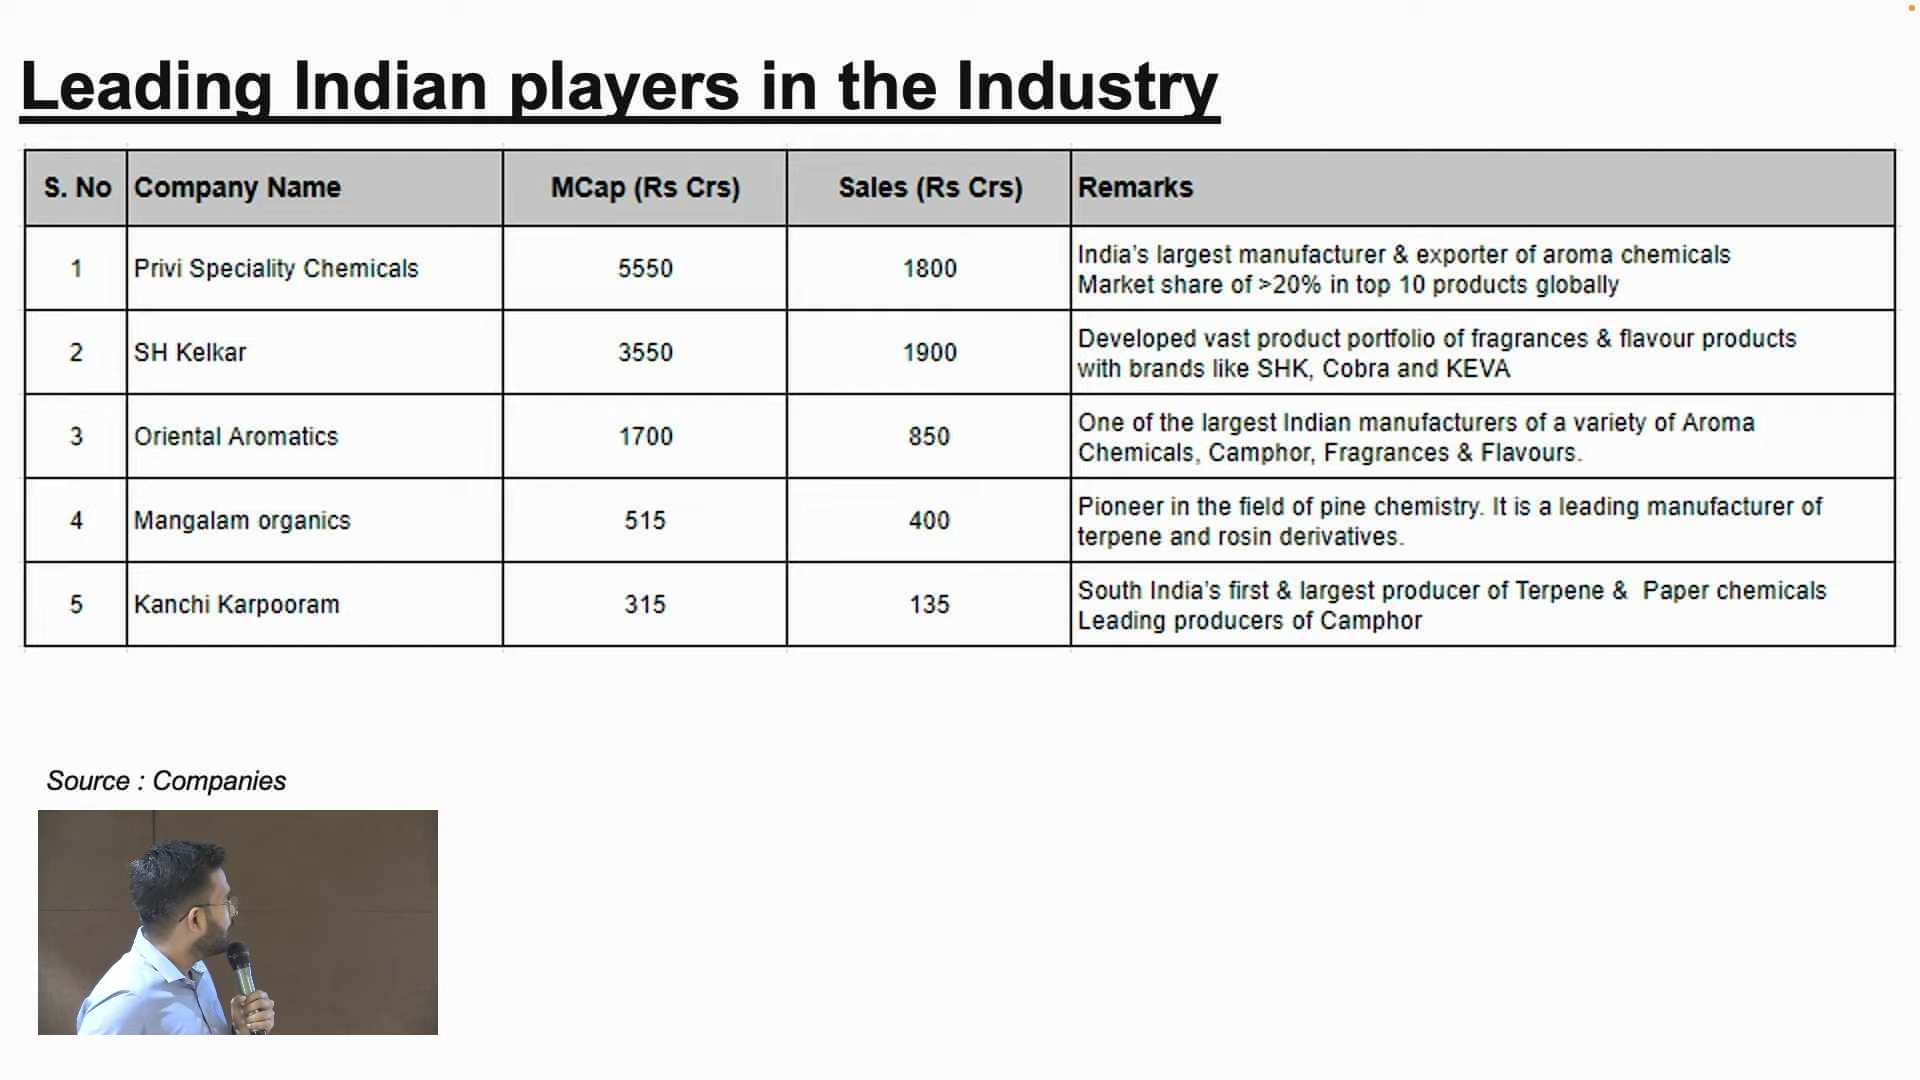 Leading Indian players in the Industry
S. No Company Name MCap (Rs Crs) Sales (Rs Crs) Remarks
1 Privi Speciality Chemicals 5550 1800 India's largest manufacturer & exporter of aroma chemicals
Market share of >20% in top 10 products globally
2 SH Kelkar 3550 1900 Developed vast product portfolio of fragrances & flavour products
with brands like SHK, Cobra and KEVA
3 Oriental Aromatics 1700 850 One of the largest Indian manufacturers of a variety of Aroma
Chemicals, Camphor, Fragrances & Flavours.
4 Mangalam organics 515 400 Pioneer in the field of pine chemistry. It is a leading manufacturer of
terpene and rosin derivatives.
5 Kanchi Karpooram 315 135 South India's first & largest producer of Terpene & Paper chemicals
Leading producers of Camphor
Source : Companies